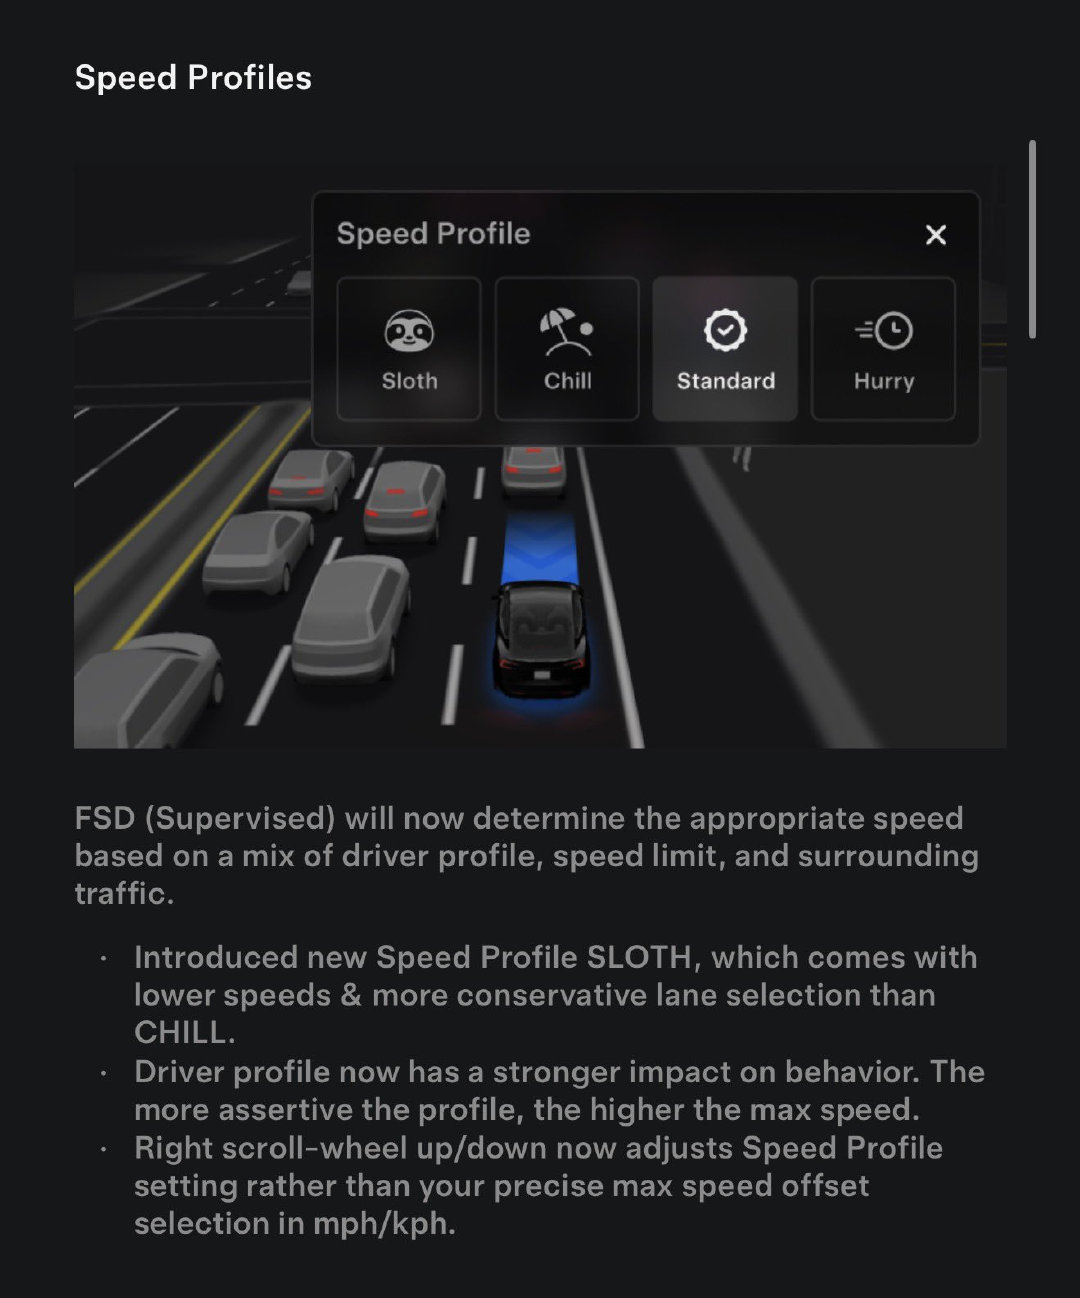 Speed Profiles
Speed Profile
Sloth
Chill
Standard
Hurry
FSD (Supervised) will now determine the appropriate speed
based on a mix of driver profile, speed limit, and surrounding
traffic.
· Introduced new Speed Profile SLOTH, which comes with
lower speeds & more conservative lane selection than
CHILL.
· Driver profile now has a stronger impact on behavior. The
more assertive the profile, the higher the max speed.
· Right scroll-wheel up/down now adjusts Speed Profile
setting rather than your precise max speed offset
selection in mph/kph.